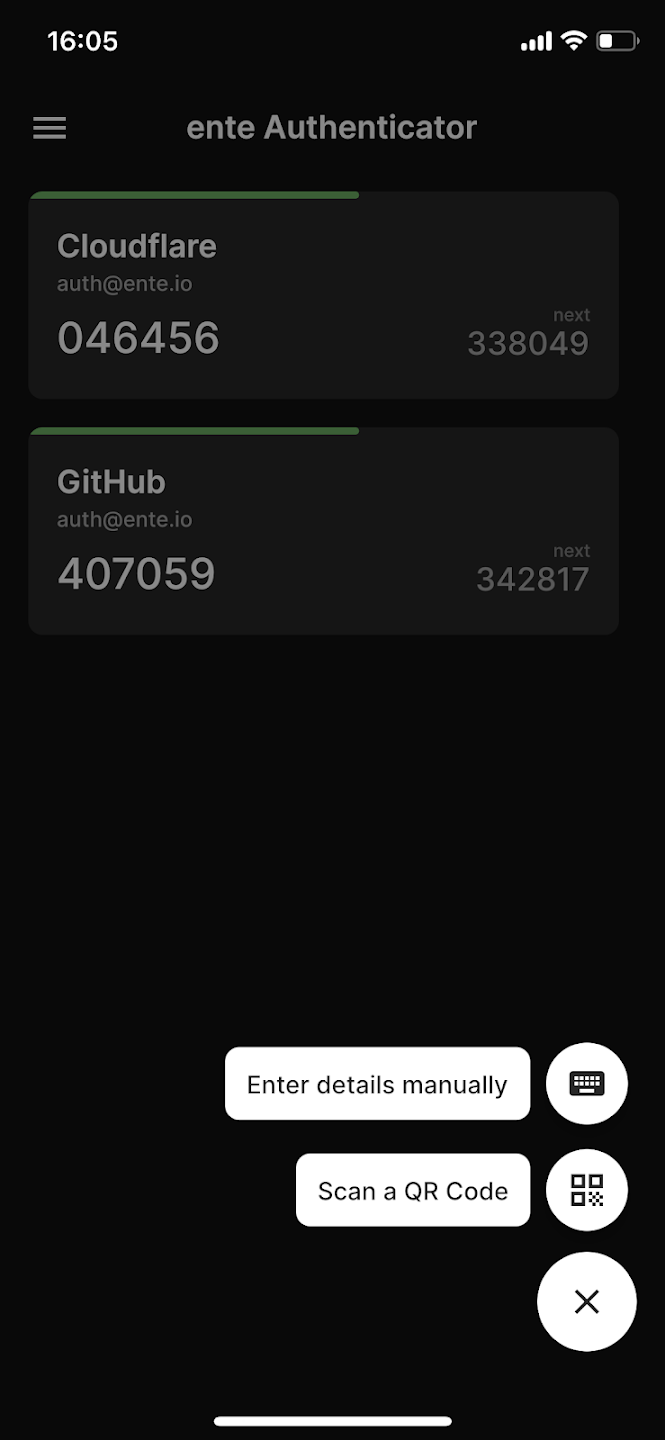 16:05
ente Authenticator
Cloudflare
auth@ente.io
next
046456 338049
GitHub
auth@ente.io
next
407059 342817
Enter details manually
Scan a QR Code